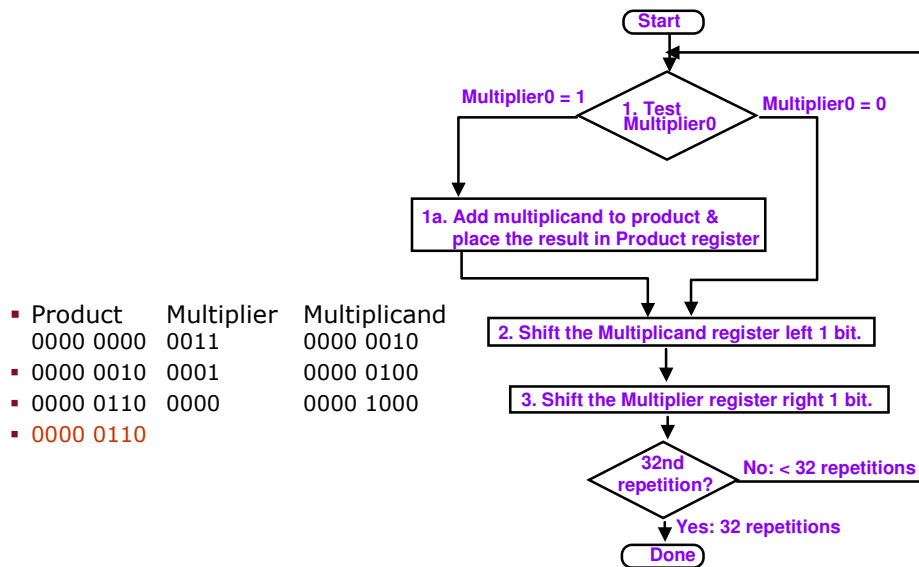 Start
Multiplier0 = 1
1. Test
Multiplier0
Multiplier0 = 0
1a. Add multiplicand to product &
place the result in Product register
▪ Product Multiplier Multiplicand
0000 0000 0011 0000 0010
▪ 0000 0010 0001 0000 0100
▪ 0000 0110 0000 0000 1000
▪ 0000 0110
2. Shift the Multiplicand register left 1 bit.
3. Shift the Multiplier register right 1 bit.
32nd
repetition?
No: < 32 repetitions
Yes: 32 repetitions
Done